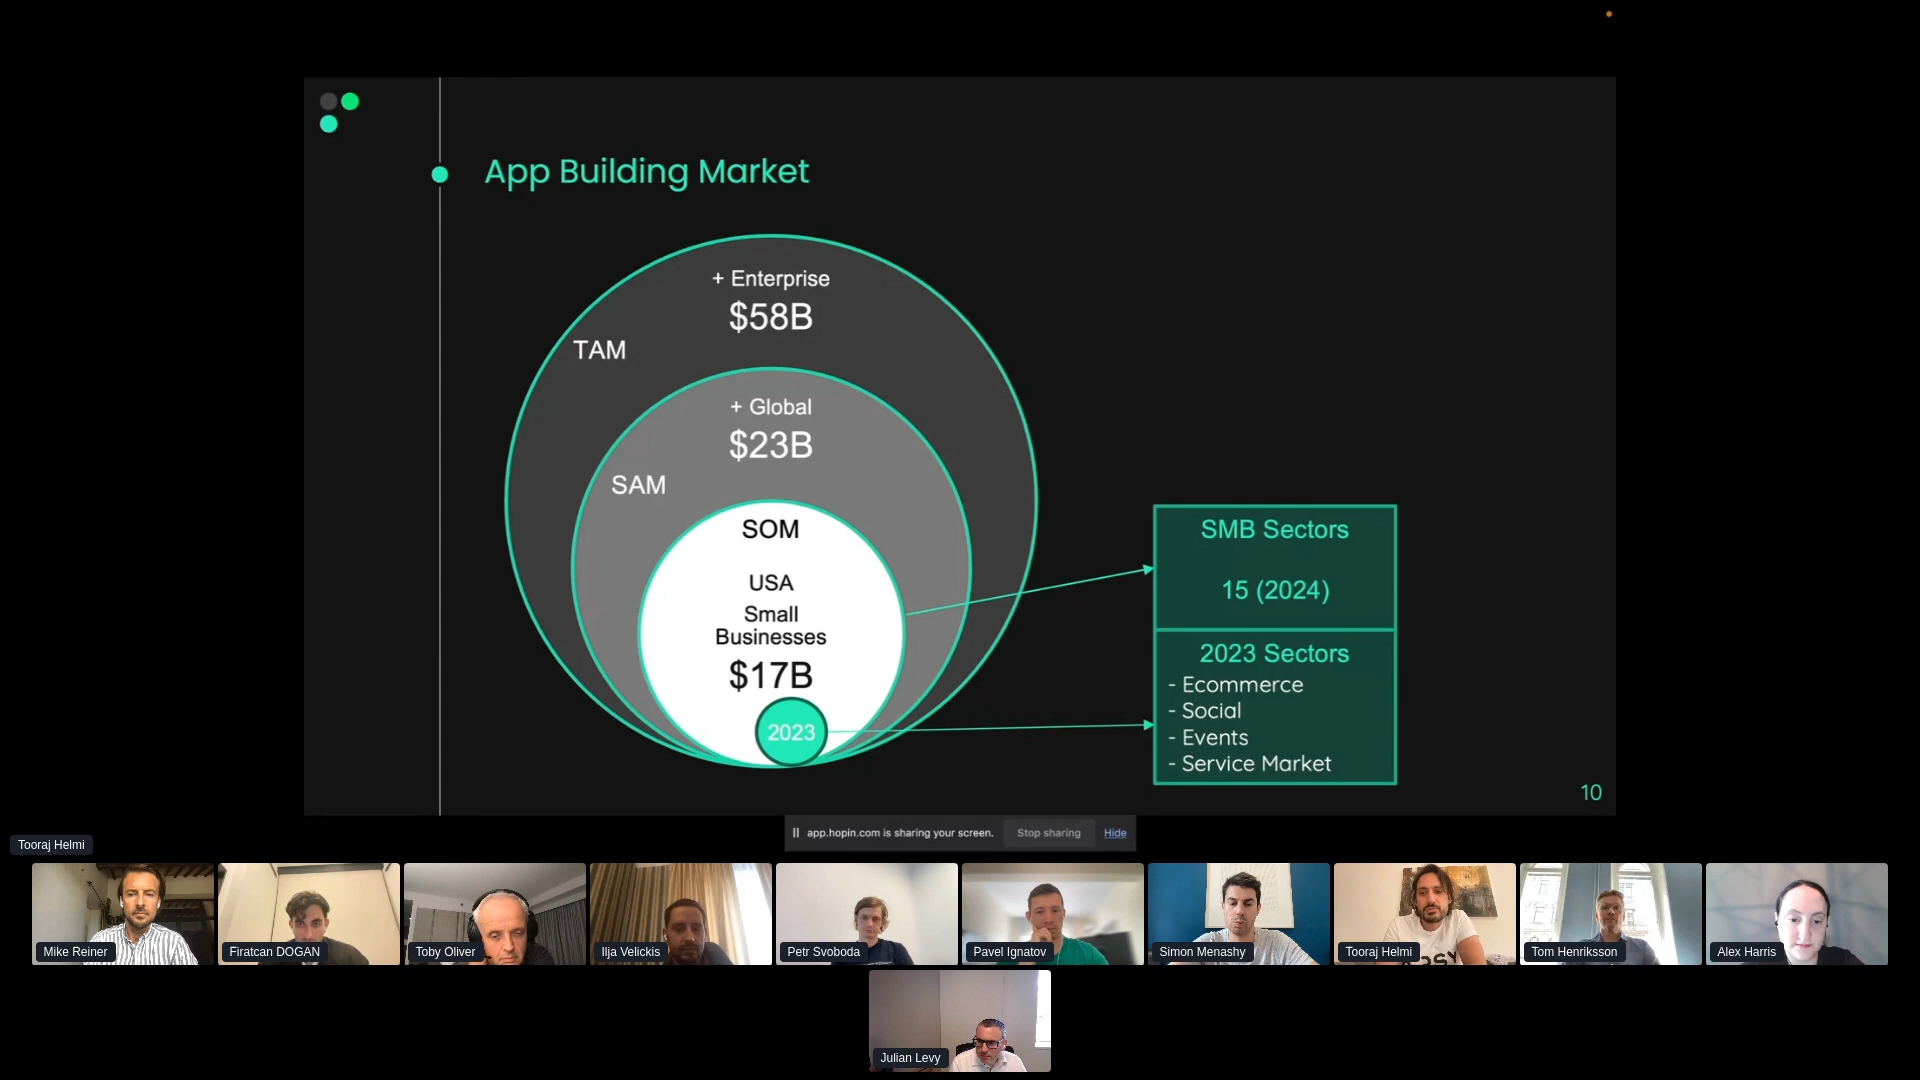 App Building Market
+ Enterprise
$58B
TAM
+ Global
$23B
SAM
SOM
USA
Small
Businesses
$17B
2023
SMB Sectors
15 (2024)
2023 Sectors
- Ecommerce
- Social
- Events
- Service Market
10
app.hopin.com is sharing your screen.
Stop sharing
Hide
Tooraj Helmi
Mike Reiner
Firatcan DOGAN
Toby Oliver
Ilja Velickis
Petr Svoboda
Pavel Ignatov
Simon Menashy
Tooraj Helmi
Tom Henriksson
Alex Harris
Julian Levy